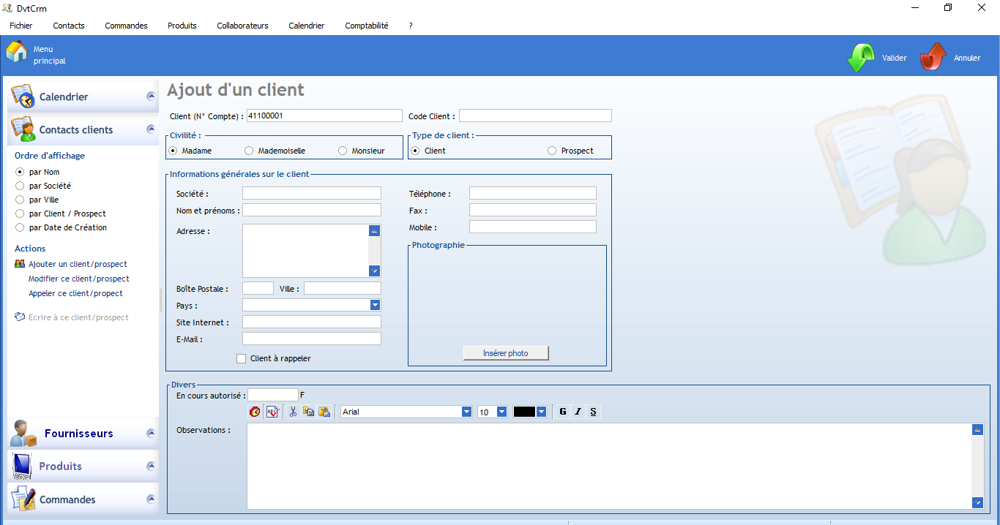 DvtCrm
Fichier Contacts Commandes Produits Collaborateurs Calendrier Comptabilité ?
Menu
principal
Valider Annuler
Calendrier
Contacts clients
Ordre d'affichage
par Nom
par Société
par Ville
par Client / Prospect
par Date de Création
Actions
Ajouter un client/prospect
Modifier ce client/prospect
Appeler ce client/propect
Ecrire à ce client/prospect
Fournisseurs
Produits
Commandes
Ajout d'un client
Client (N° Compte) : 41100001 Code Client :
Civilité : Type de client :
Madame Mademoiselle Monsieur Client Prospect
Informations générales sur le client
Société : Téléphone :
Nom et prénoms : Fax :
Adresse : Mobile :
Photographie
Boîte Postale : Ville :
Pays :
Site Internet :
E-Mail :
Insérer photo
Client à rappeler
Divers
En cours autorisé : F
ABC Arial 10 G I S
Observations :